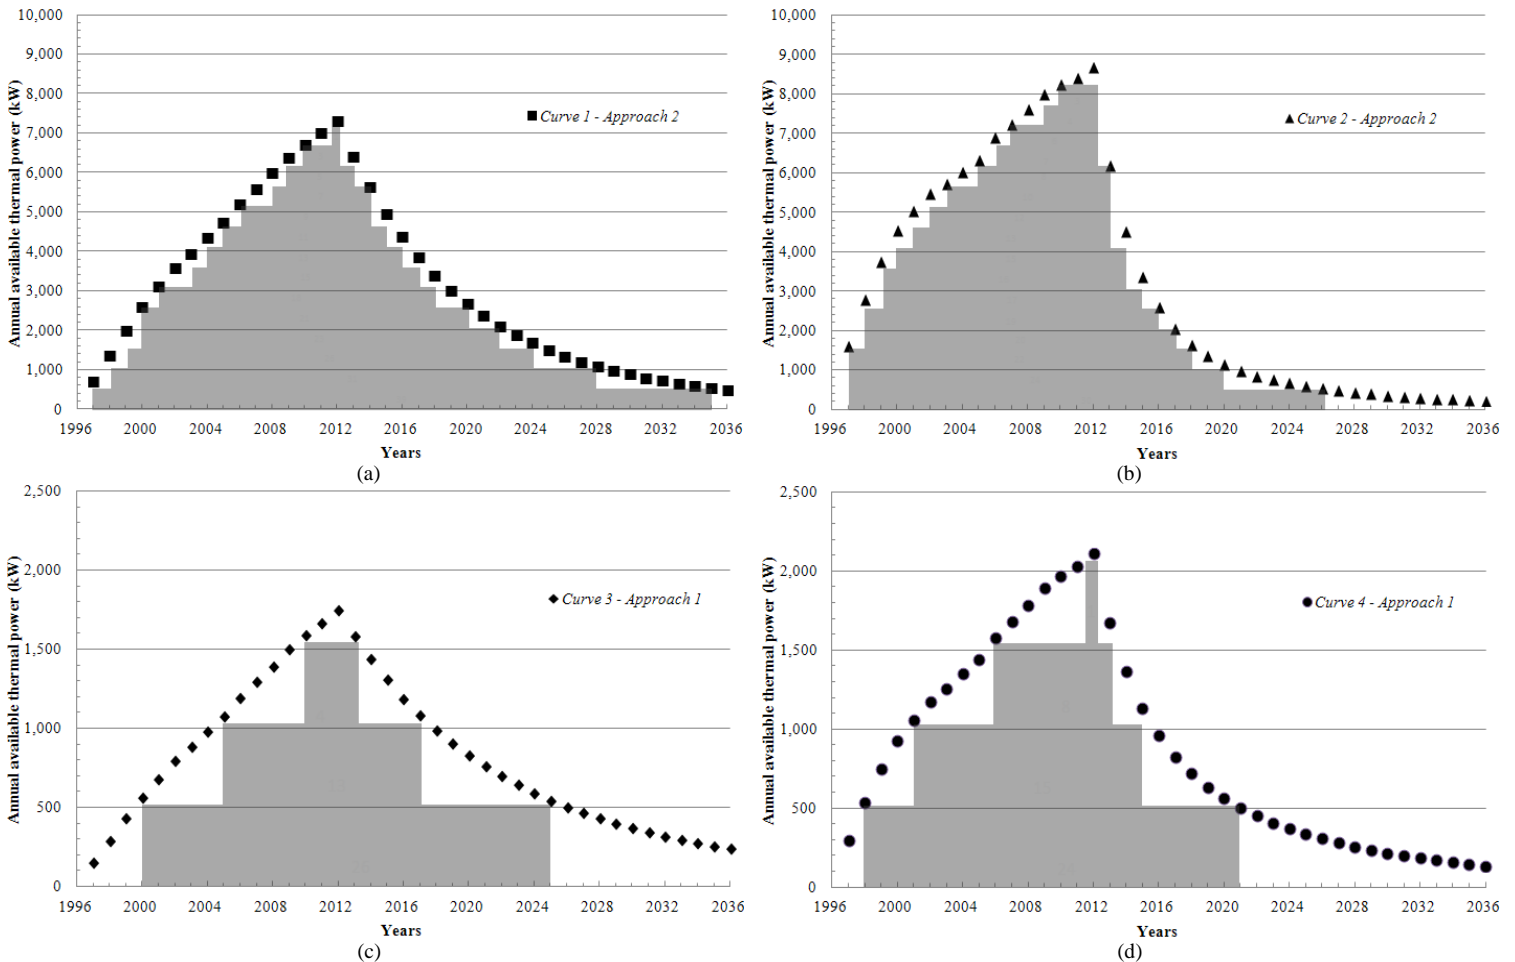 10,000
9,000
8,000
7,000
6,000
5,000
4,000
3,000
2,000
1,000
0
Annual available thermal power (kW)
Curve 1 - Approach 2
1996 2000 2004 2008 2012 2016 2020 2024 2028 2032 2036
Years
(a)
10,000
9,000
8,000
7,000
6,000
5,000
4,000
3,000
2,000
1,000
0
Annual available thermal power (kW)
Curve 2 - Approach 2
1996 2000 2004 2008 2012 2016 2020 2024 2028 2032 2036
Years
(b)
2,500
2,000
1,500
1,000
500
0
Annual available thermal power (kW)
Curve 3 - Approach 1
1996 2000 2004 2008 2012 2016 2020 2024 2028 2032 2036
Years
(c)
2,500
2,000
1,500
1,000
500
0
Annual available thermal power (kW)
Curve 4 - Approach 1
1996 2000 2004 2008 2012 2016 2020 2024 2028 2032 2036
Years
(d)